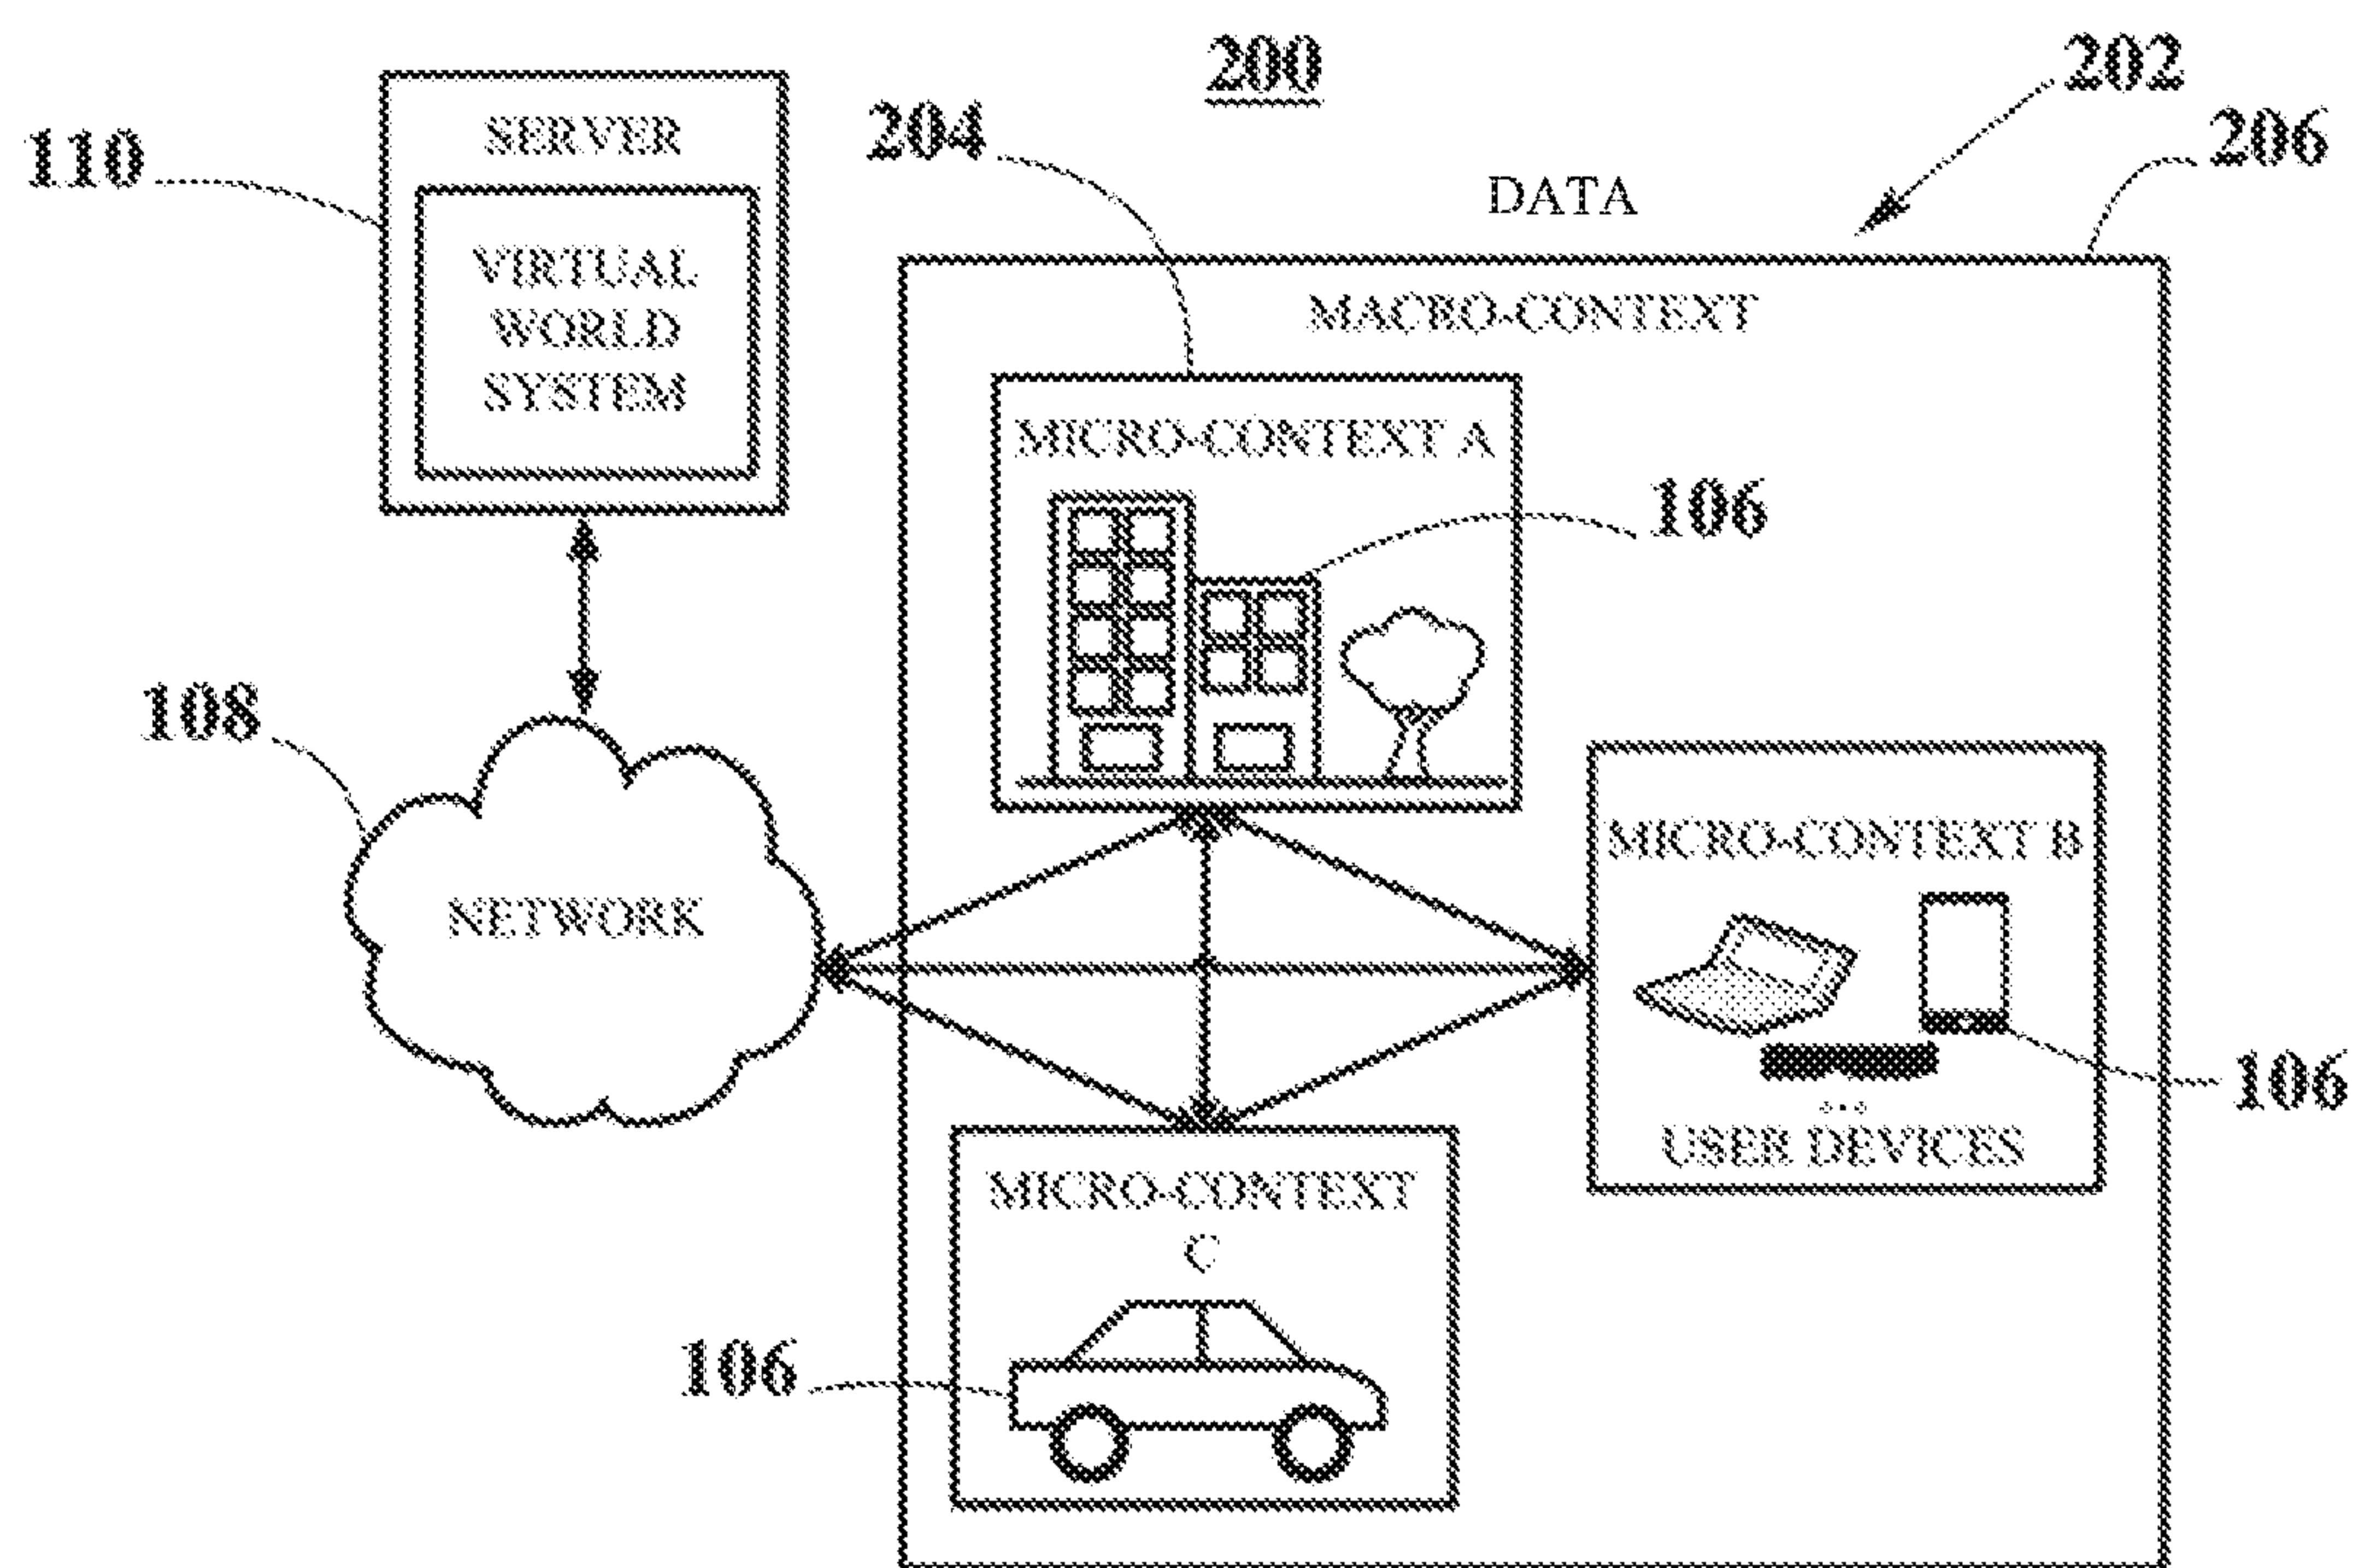 200
202
110
SERVER
204
206
DATA
VIRTUAL
WORLD
SYSTEM
MACRO-CONTEXT
MICRO-CONTEXT A
106
108
NETWORK
MICRO-CONTEXT B
106
...
USER DEVICES
MICRO-CONTEXT
C
106